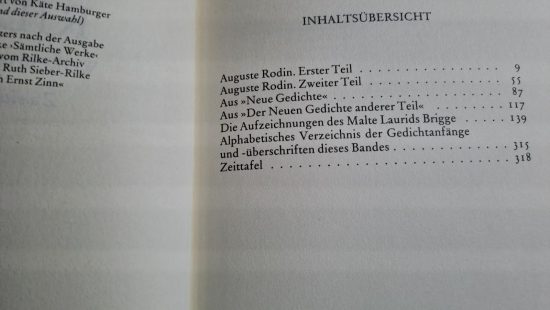 rt von Käte Hamburger
nd dieser Auswahl)
ters nach der Ausgabe
ke ›Sämtliche Werke‹
vom Rilke-Archiv
Ruth Sieber-Rilke
h Ernst Zinn‹
INHALTSÜBERSICHT
Auguste Rodin. Erster Teil . . . . . . . . . . . . . . . . . 9
Auguste Rodin. Zweiter Teil . . . . . . . . . . . . . . . . 55
Aus »Neue Gedichte« . . . . . . . . . . . . . . . . . . . . 87
Aus »Der Neuen Gedichte anderer Teil« . . . . . . . . . 117
Die Aufzeichnungen des Malte Laurids Brigge . . . . . 139
Alphabetisches Verzeichnis der Gedichtanfänge
und -überschriften dieses Bandes . . . . . . . . . . . . . 315
Zeittafel . . . . . . . . . . . . . . . . . . . . . . . . . . 318